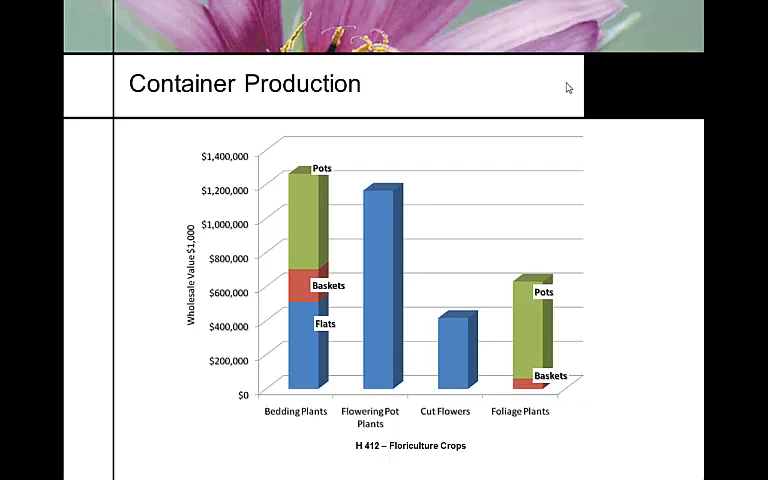 Container Production
Pots
$1,400,000
$1,200,000
$1,000,000
$800,000
$600,000
$400,000
$200,000
$0
Wholesale Value $1,000
Baskets
Flats
Pots
Baskets
Bedding Plants
Flowering Pot
Plants
Cut Flowers
Foliage Plants
H 412 – Floriculture Crops